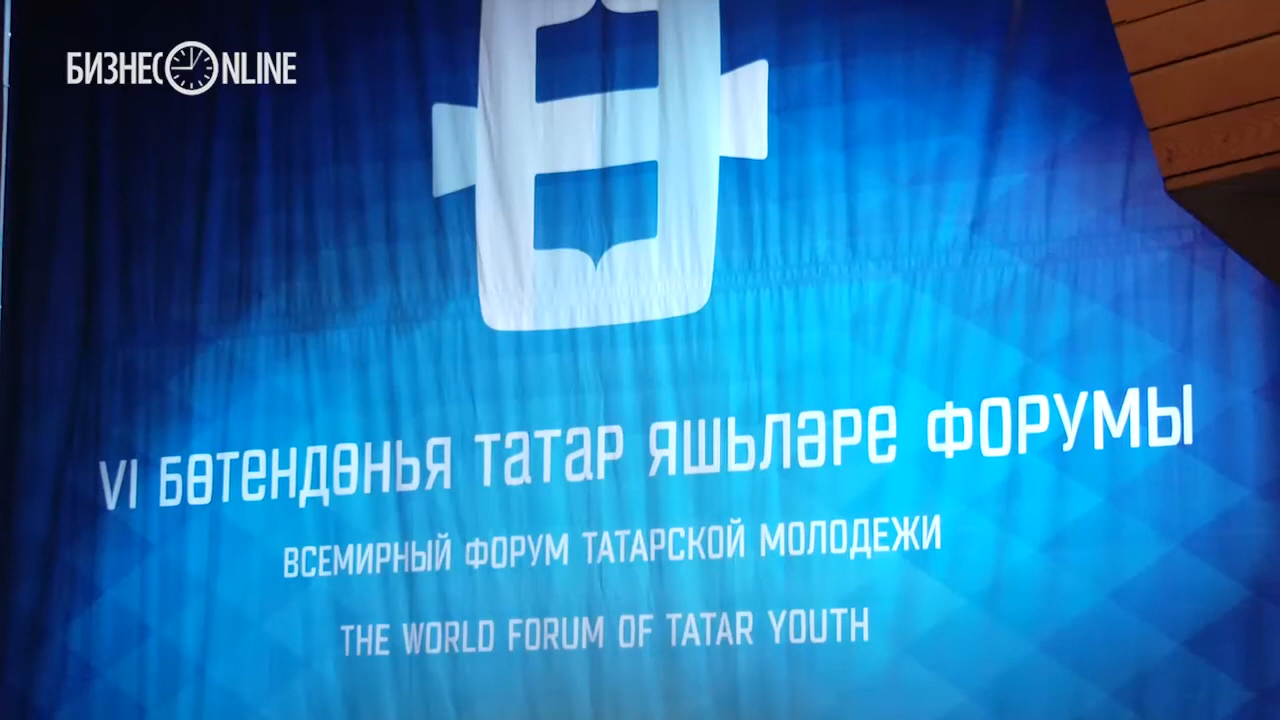 БИЗНЕС ONLINE
VI БӨТЕНДӨНЬЯ ТАТАР ЯШЬЛӘРЕ ФОРУМЫ
ВСЕМИРНЫЙ ФОРУМ ТАТАРСКОЙ МОЛОДЕЖИ
THE WORLD FORUM OF TATAR YOUTH